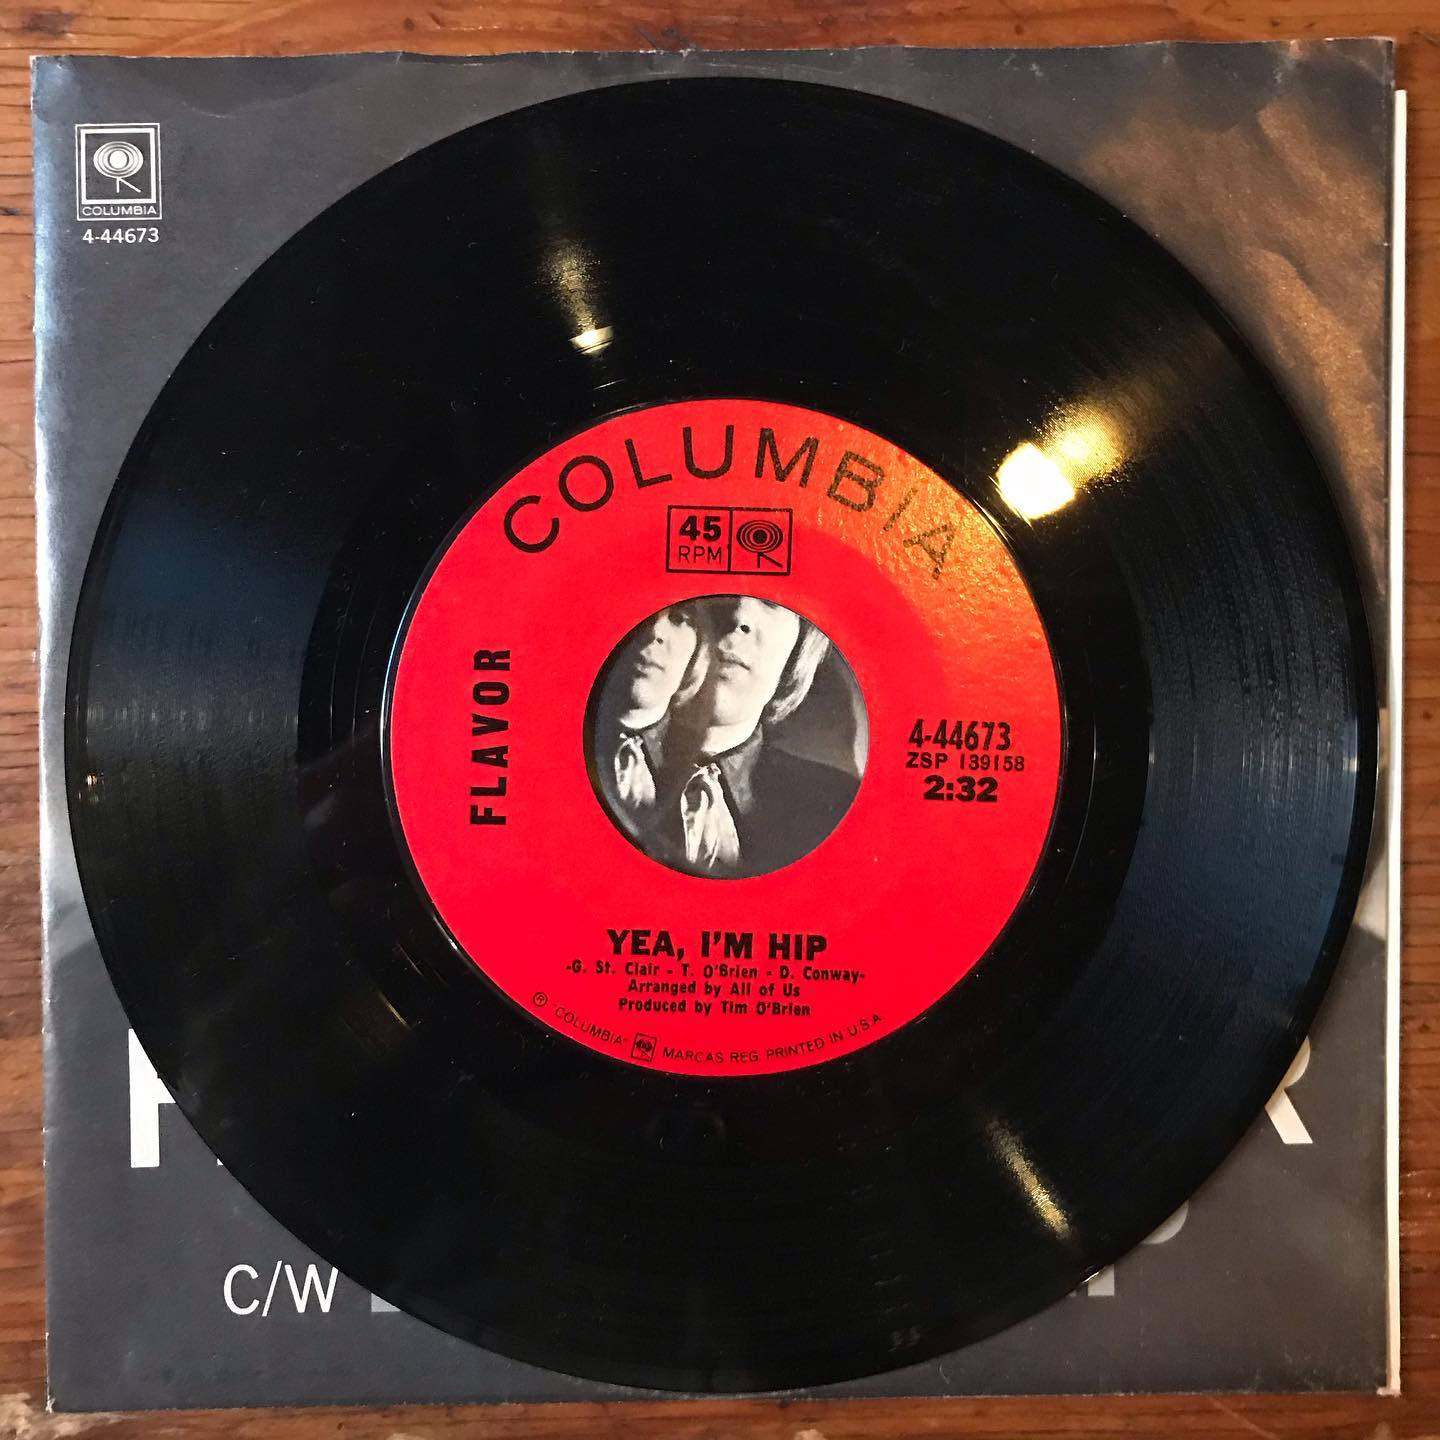 COLUMBIA
4-44673
COLUMBIA
45
RPM
FLAVOR
4-44673
ZSP 139158
2:32
YEA, I'M HIP
-G. St. Clair - T. O'Brien - D. Conway-
Arranged by All of Us
Produced by Tim O'Brien
Ⓡ COLUMBIA MARCAS REG. PRINTED IN U.S.A.
C/W